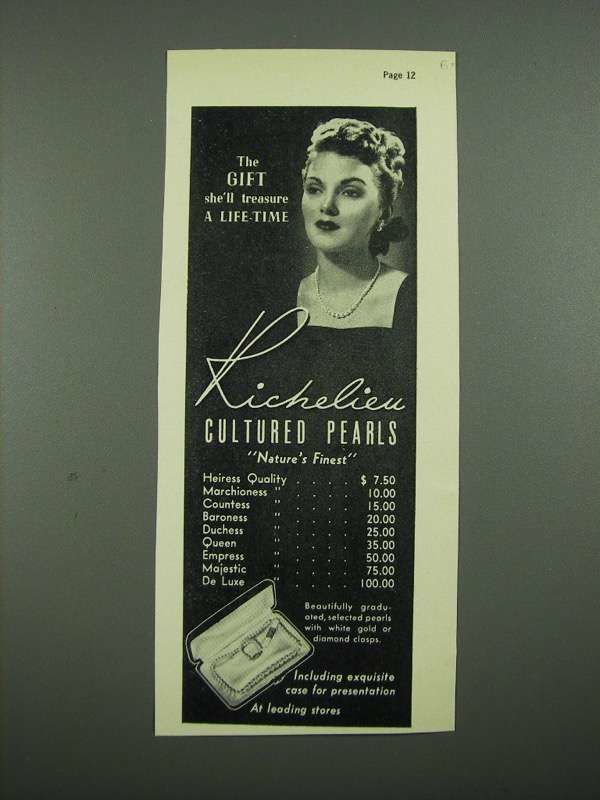 Page 12
The
GIFT
she'll treasure
A LIFE-TIME
Richelieu
CULTURED PEARLS
"Nature's Finest"
Heiress Quality . . . . . $ 7.50
Marchioness " . . . . . 10.00
Countess " . . . . . 15.00
Baroness " . . . . . 20.00
Duchess " . . . . . 25.00
Queen " . . . . . 35.00
Empress " . . . . . 50.00
Majestic " . . . . . 75.00
De Luxe " . . . . . 100.00
Beautifully gradu-
ated, selected pearls
with white gold or
diamond clasps.
Including exquisite
case for presentation
At leading stores